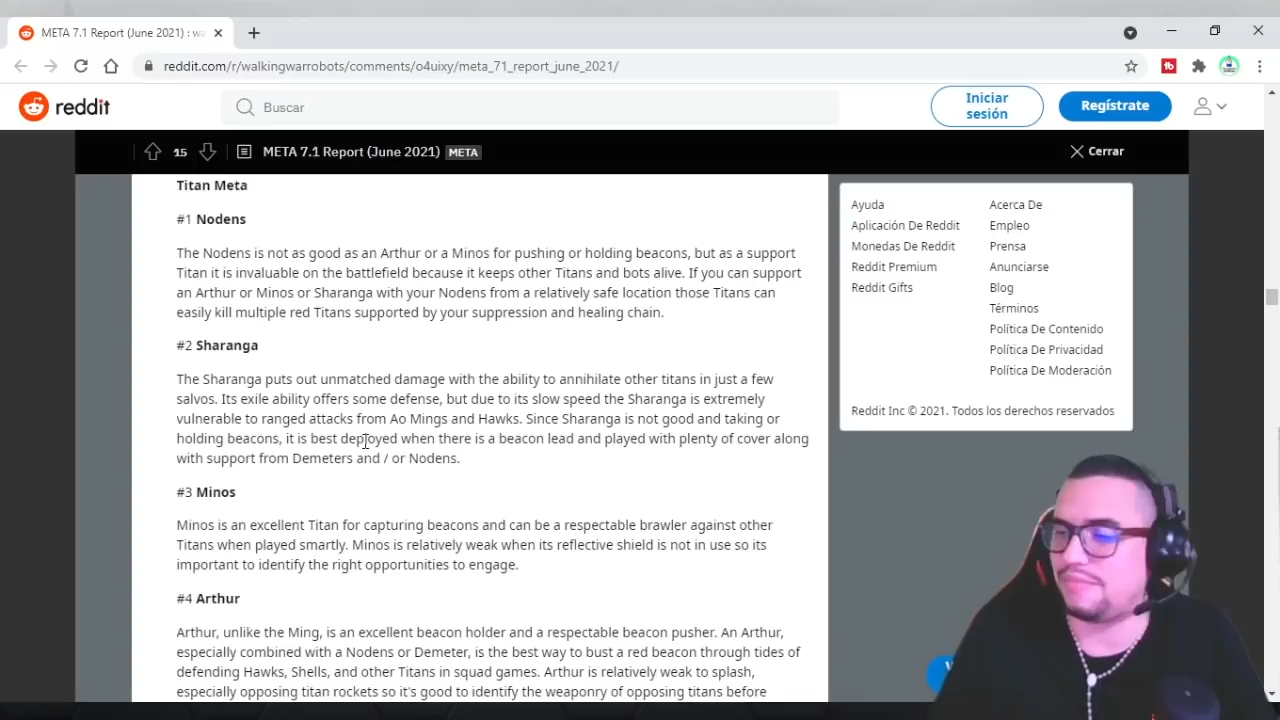 META 7.1 Report (June 2021) : wa
reddit.com/r/walkingwarrobots/comments/o4uixy/meta_71_report_june_2021/
reddit
Buscar
Iniciar
sesión
Regístrate
15
META 7.1 Report (June 2021) META
Cerrar
Titan Meta
#1 Nodens
The Nodens is not as good as an Arthur or a Minos for pushing or holding beacons, but as a support
Titan it is invaluable on the battlefield because it keeps other Titans and bots alive. If you can support
an Arthur or Minos or Sharanga with your Nodens from a relatively safe location those Titans can
easily kill multiple red Titans supported by your suppression and healing chain.
#2 Sharanga
The Sharanga puts out unmatched damage with the ability to annihilate other titans in just a few
salvos. Its exile ability offers some defense, but due to its slow speed the Sharanga is extremely
vulnerable to ranged attacks from Ao Mings and Hawks. Since Sharanga is not good and taking or
holding beacons, it is best deployed when there is a beacon lead and played with plenty of cover along
with support from Demeters and / or Nodens.
#3 Minos
Minos is an excellent Titan for capturing beacons and can be a respectable brawler against other
Titans when played smartly. Minos is relatively weak when its reflective shield is not in use so its
important to identify the right opportunities to engage.
#4 Arthur
Arthur, unlike the Ming, is an excellent beacon holder and a respectable beacon pusher. An Arthur,
especially combined with a Nodens or Demeter, is the best way to bust a red beacon through tides of
defending Hawks, Shells, and other Titans in squad games. Arthur is relatively weak to splash,
especially opposing titan rockets so it's good to identify the weaponry of opposing titans before
Ayuda
Aplicación De Reddit
Monedas De Reddit
Reddit Premium
Reddit Gifts
Acerca De
Empleo
Prensa
Anunciarse
Blog
Términos
Política De Contenido
Política De Privacidad
Política De Moderación
Reddit Inc © 2021. Todos los derechos reservados